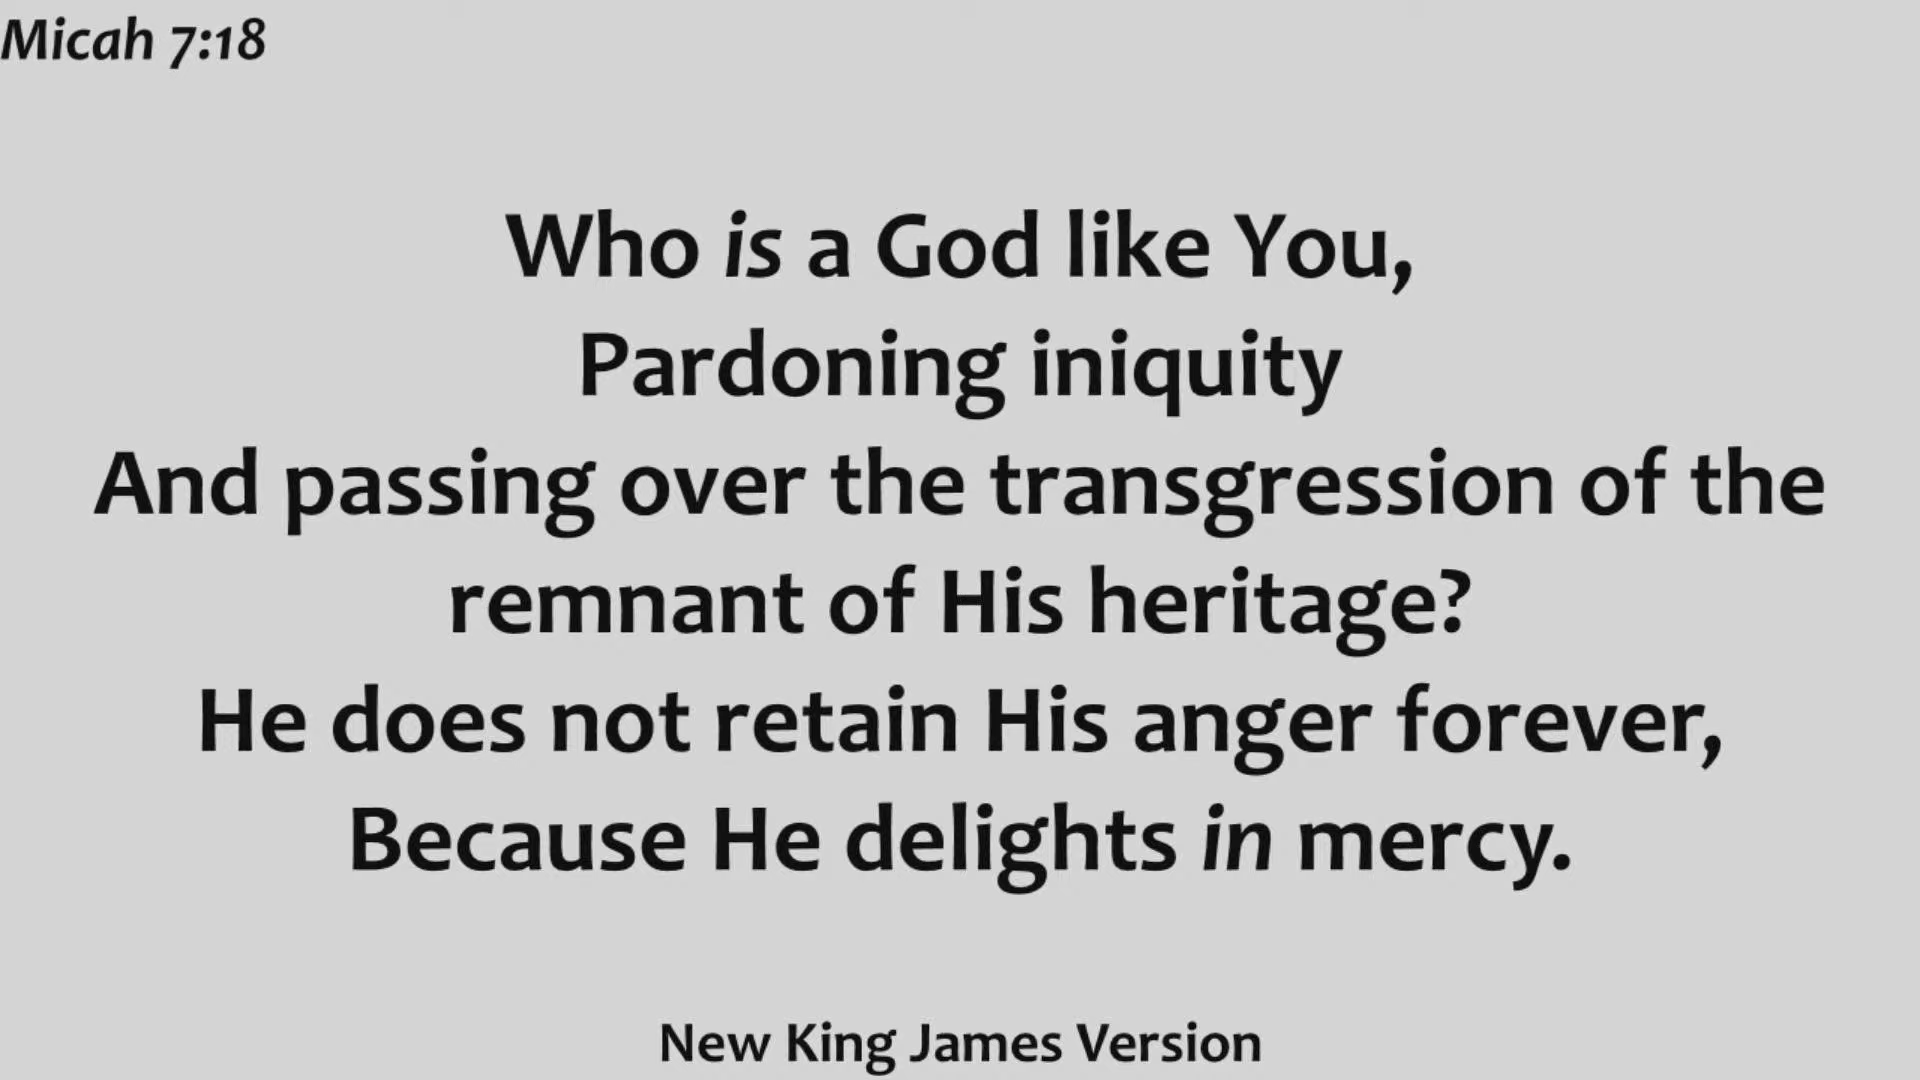 Micah 7:18
Who is a God like You,
Pardoning iniquity
And passing over the transgression of the
remnant of His heritage?
He does not retain His anger forever,
Because He delights in mercy.
New King James Version